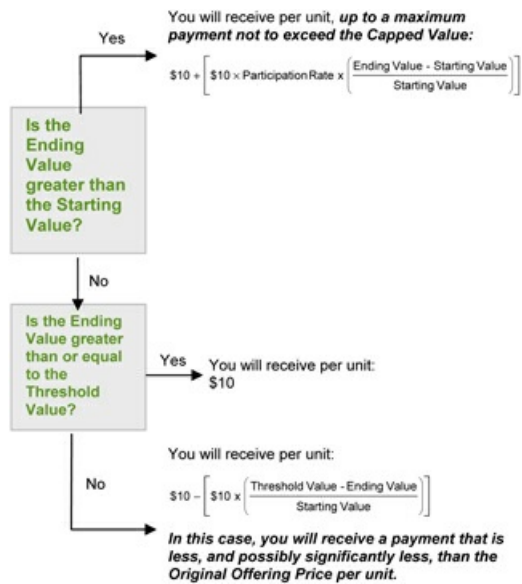 You will receive per unit, up to a maximum
payment not to exceed the Capped Value:
Yes
$10 + [ $10 × Participation Rate x ( Ending Value - Starting Value / Starting Value ) ]
Is the
Ending
Value
greater than
the Starting
Value?
No
Is the Ending
Value greater
than or equal
to the
Threshold
Value?
Yes
You will receive per unit:
$10
You will receive per unit:
No
$10 − [ $10 x ( Threshold Value - Ending Value / Starting Value ) ]
In this case, you will receive a payment that is
less, and possibly significantly less, than the
Original Offering Price per unit.